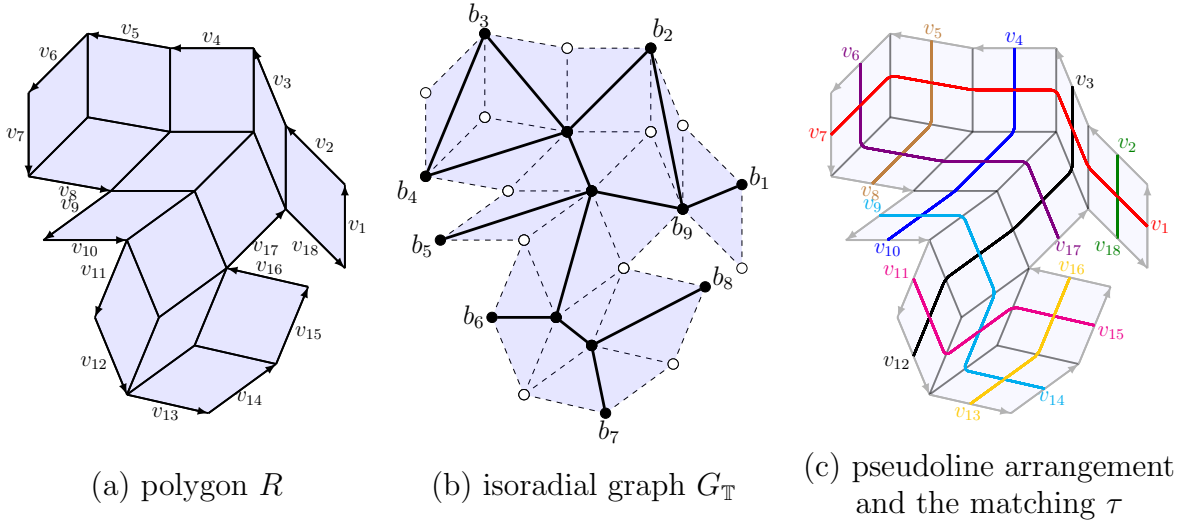 v₅ v₄
v₆
v₃
v₂
v₇
v₈
v₉
v₁
v₁₀
v₁₇ v₁₈
v₁₁
v₁₆
v₁₅
v₁₂
v₁₃ v₁₄
(a) polygon R
b₃
b₂
b₁
b₄
b₉
b₅
b₈
b₆
b₇
(b) isoradial graph G_𝕋
v₅ v₄
v₆
v₃
v₇
v₂
v₈
v₉
v₁
v₁₀ v₁₇ v₁₈
v₁₁ v₁₆
v₁₅
v₁₂
v₁₃ v₁₄
(c) pseudoline arrangement
and the matching τ